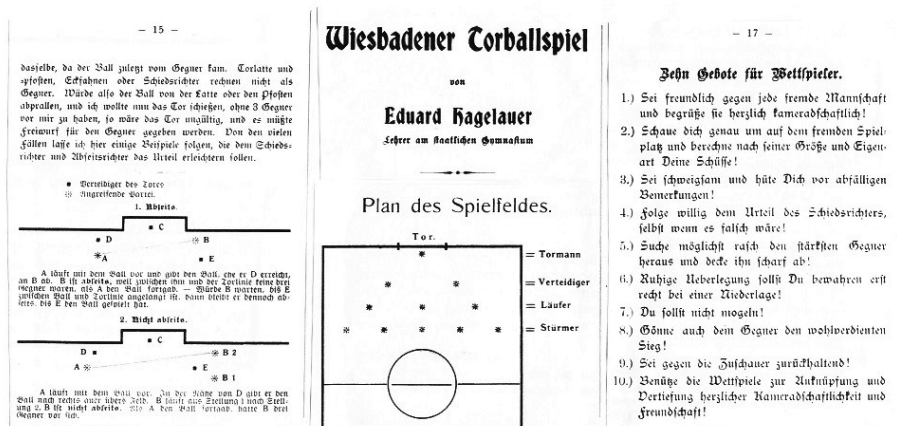 — 15 —
dasselbe, da der Ball zuletzt vom Gegner kam. Torlatte und
-pfosten, Eckfahnen oder Schiedsrichter rechnen nicht als
Gegner. Würde also der Ball von der Latte oder den Pfosten
abprallen, und ich wollte nun das Tor schießen, ohne 3 Gegner
vor mir zu haben, so wäre das Tor ungültig, und es müßte
Freiwurf für den Gegner gegeben werden. Von den vielen
Fällen lasse ich hier einige Beispiele folgen, die dem Schieds-
richter und Abseitsrichter das Urteil erleichtern sollen.
Verteidiger des Tores
Angreifende Partei.
1. Abseits.
C
D
B
A
E
A läuft mit dem Ball vor und gibt den Ball, ehe er D erreicht,
an B ab. B ist abseits, weil zwischen ihm und der Torlinie keine drei
Gegner waren, als A den Ball fortgab. — Würde B warten, bis E
zwischen Ball und Torlinie angelangt ist, dann bleibt er dennoch ab-
seits, bis E den Ball gespielt hat.
2. Nicht abseits.
C
D
B 2
A
E
B 1
A läuft mit dem Ball vor. In der Nähe von D gibt er den
Ball nach rechts quer übers Feld. B läuft aus Stellung 1 nach Stell-
ung 2. B ist nicht abseits. Als A den Ball fortgab, hatte B drei
Gegner vor sich.
Wiesbadener Torballspiel
von
Eduard Hagelauer
Lehrer am staatlichen Gymnasium
Plan des Spielfeldes.
Tor.
= Tormann
= Verteidiger
= Läufer
= Stürmer
— 17 —
Zehn Gebote für Wettspieler.
1.) Sei freundlich gegen jede fremde Mannschaft
und begrüße sie herzlich kameradschaftlich!
2.) Schaue dich genau um auf dem fremden Spiel-
platz und berechne nach seiner Größe und Eigen-
art Deine Schüsse!
3.) Sei schweigsam und hüte Dich vor abfälligen
Bemerkungen!
4.) Folge willig dem Urteil des Schiedsrichters,
selbst wenn es falsch wäre!
5.) Suche möglichst rasch den stärksten Gegner
heraus und decke ihn scharf ab!
6.) Ruhige Ueberlegung sollst Du bewahren erst
recht bei einer Niederlage!
7.) Du sollst nicht mogeln!
8.) Gönne auch dem Gegner den wohlverdienten
Sieg!
9.) Sei gegen die Zuschauer zurückhaltend!
10.) Benütze die Wettspiele zur Anknüpfung und
Vertiefung herzlicher Kameradschaftlichkeit und
Freundschaft!